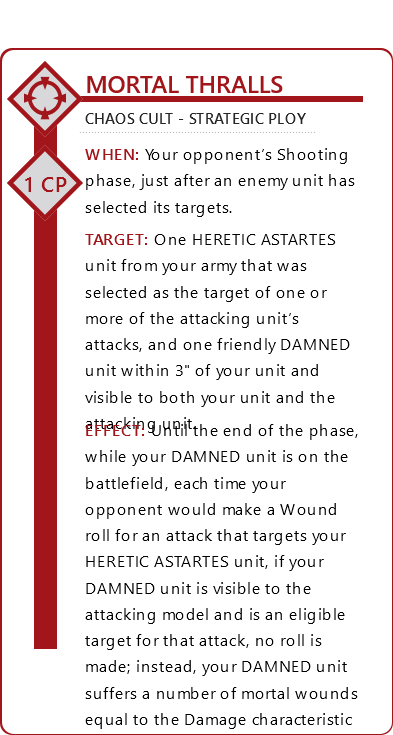 MORTAL THRALLS
CHAOS CULT - STRATEGIC PLOY
1 CP
WHEN: Your opponent's Shooting
phase, just after an enemy unit has
selected its targets.
TARGET: One HERETIC ASTARTES
unit from your army that was
selected as the target of one or
more of the attacking unit's
attacks, and one friendly DAMNED
unit within 3" of your unit and
visible to both your unit and the
attacking unit.
EFFECT: Until the end of the phase,
while your DAMNED unit is on the
battlefield, each time your
opponent would make a Wound
roll for an attack that targets your
HERETIC ASTARTES unit, if your
DAMNED unit is visible to the
attacking model and is an eligible
target for that attack, no roll is
made; instead, your DAMNED unit
suffers a number of mortal wounds
equal to the Damage characteristic